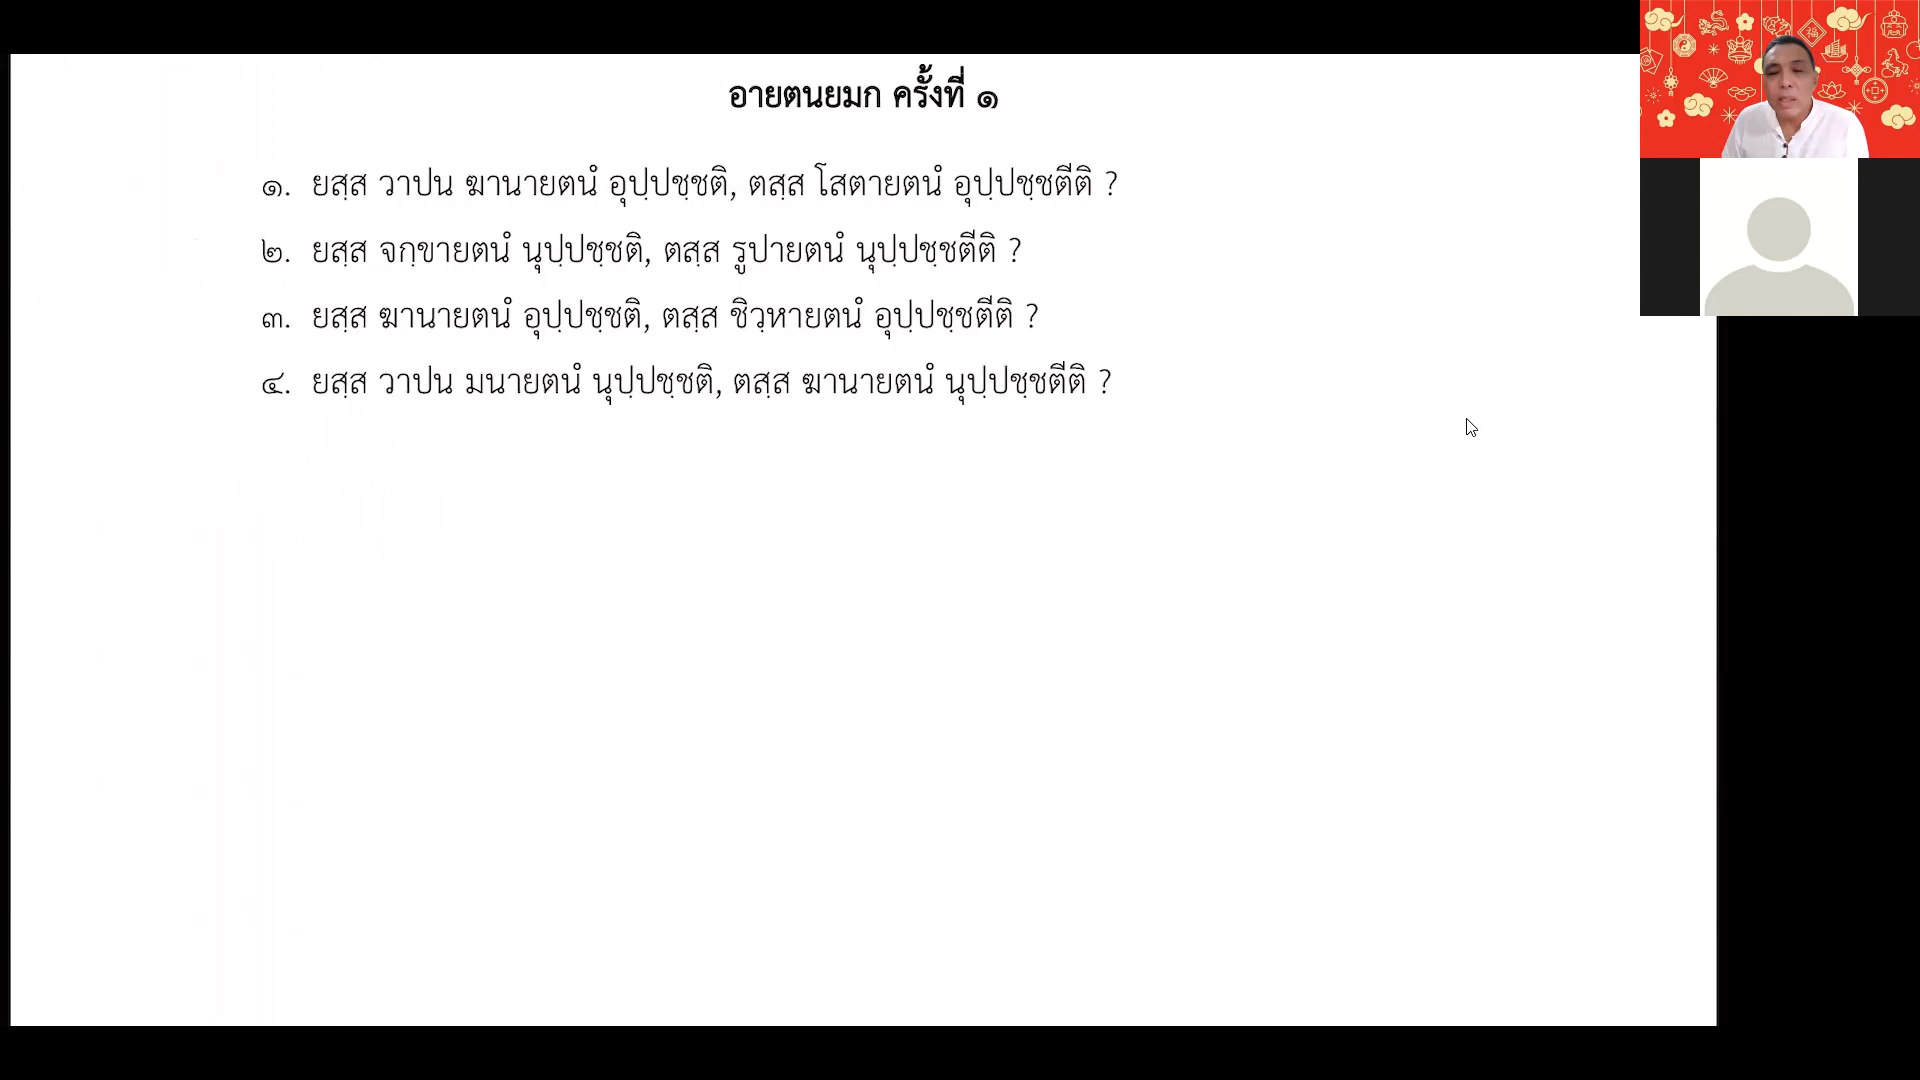 อายตนยมก ครั้งที่ ๑
๑. ยสฺส วาปน ฆานายตนํ อุปฺปชฺชติ, ตสฺส โสตายตนํ อุปฺปชฺชตีติ ?
๒. ยสฺส จกฺขายตนํ นุปฺปชฺชติ, ตสฺส รูปายตนํ นุปฺปชฺชตีติ ?
๓. ยสฺส ฆานายตนํ อุปฺปชฺชติ, ตสฺส ชิวฺหายตนํ อุปฺปชฺชตีติ ?
๔. ยสฺส วาปน มนายตนํ นุปฺปชฺชติ, ตสฺส ฆานายตนํ นุปฺปชฺชตีติ ?